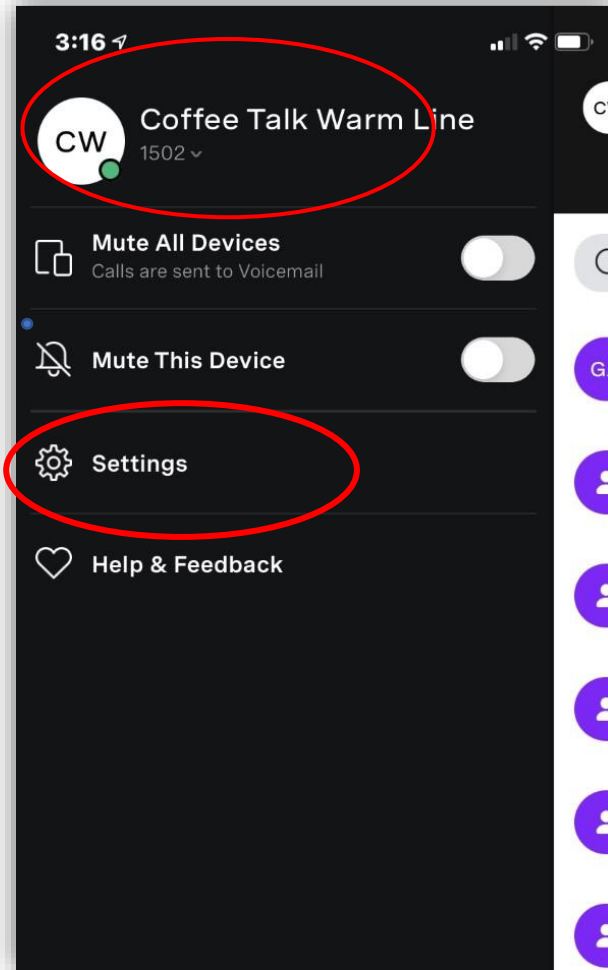 3:16
CW
Coffee Talk Warm Line
1502
Mute All Devices
Calls are sent to Voicemail
Mute This Device
Settings
Help & Feedback